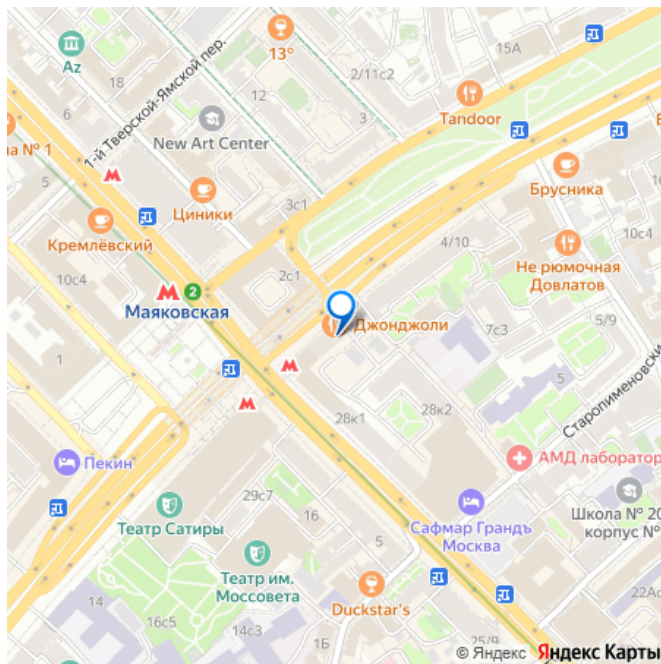 13°
15А
Az
18
2/11с2
12
Tandoor
1-й Тверской-Ямской пер.
6
New Art Center
на № 1
Брусника
5
Циники
3с1
Кремлёвский
4/10
10с4
Не рюмочная
Довлатов
10с4
2с1
2
Маяковская
Джонджоли
7с3
5/9
1
5
Старопименовски
28к1
28к2
АМД лаборатор
Пекин
29с7
Школа № 20
корпус №
Театр Сатиры
16
Сафмар Грандъ
Москва
5
Театр им.
Моссовета
Duckstar's
14
16с5
14с3
1Б
25/9
22Ас
© Яндекс Яндекс Карты